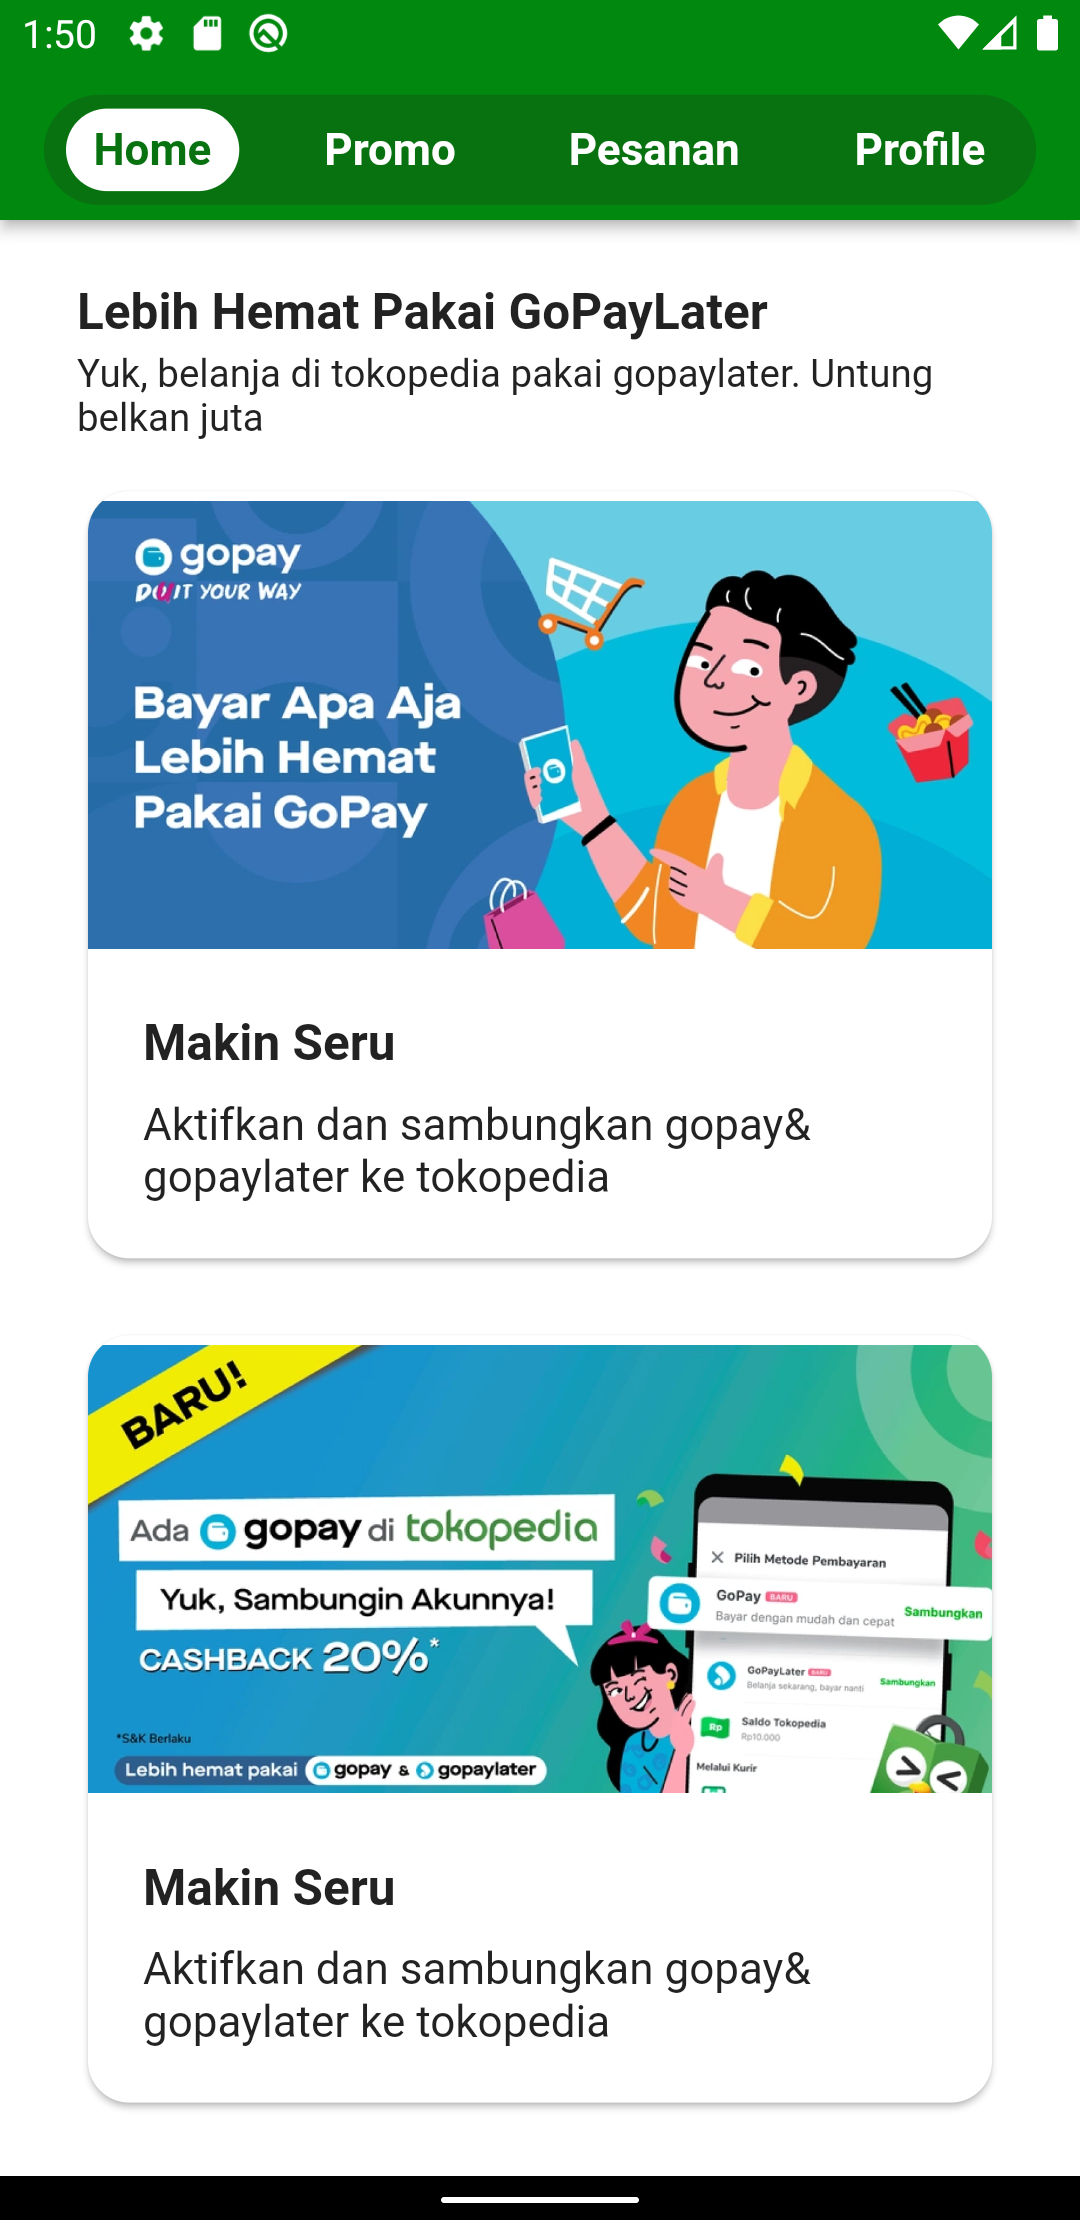 1:50
Home Promo Pesanan Profile
Lebih Hemat Pakai GoPayLater
Yuk, belanja di tokopedia pakai gopaylater. Untung
belkan juta
gopay
DO IT YOUR WAY
Bayar Apa Aja
Lebih Hemat
Pakai GoPay
Makin Seru
Aktifkan dan sambungkan gopay&
gopaylater ke tokopedia
BARU!
Ada gopay di tokopedia
Yuk, Sambungin Akunnya!
CASHBACK 20%*
*S&K Berlaku
Lebih hemat pakai gopay & gopaylater
Pilih Metode Pembayaran
GoPay BARU
Bayar dengan mudah dan cepat
Sambungkan
GoPayLater BARU
Belanja sekarang, bayar nanti
Sambungkan
Rp
Saldo Tokopedia
Rp10.000
Melalui Kurir
Makin Seru
Aktifkan dan sambungkan gopay&
gopaylater ke tokopedia